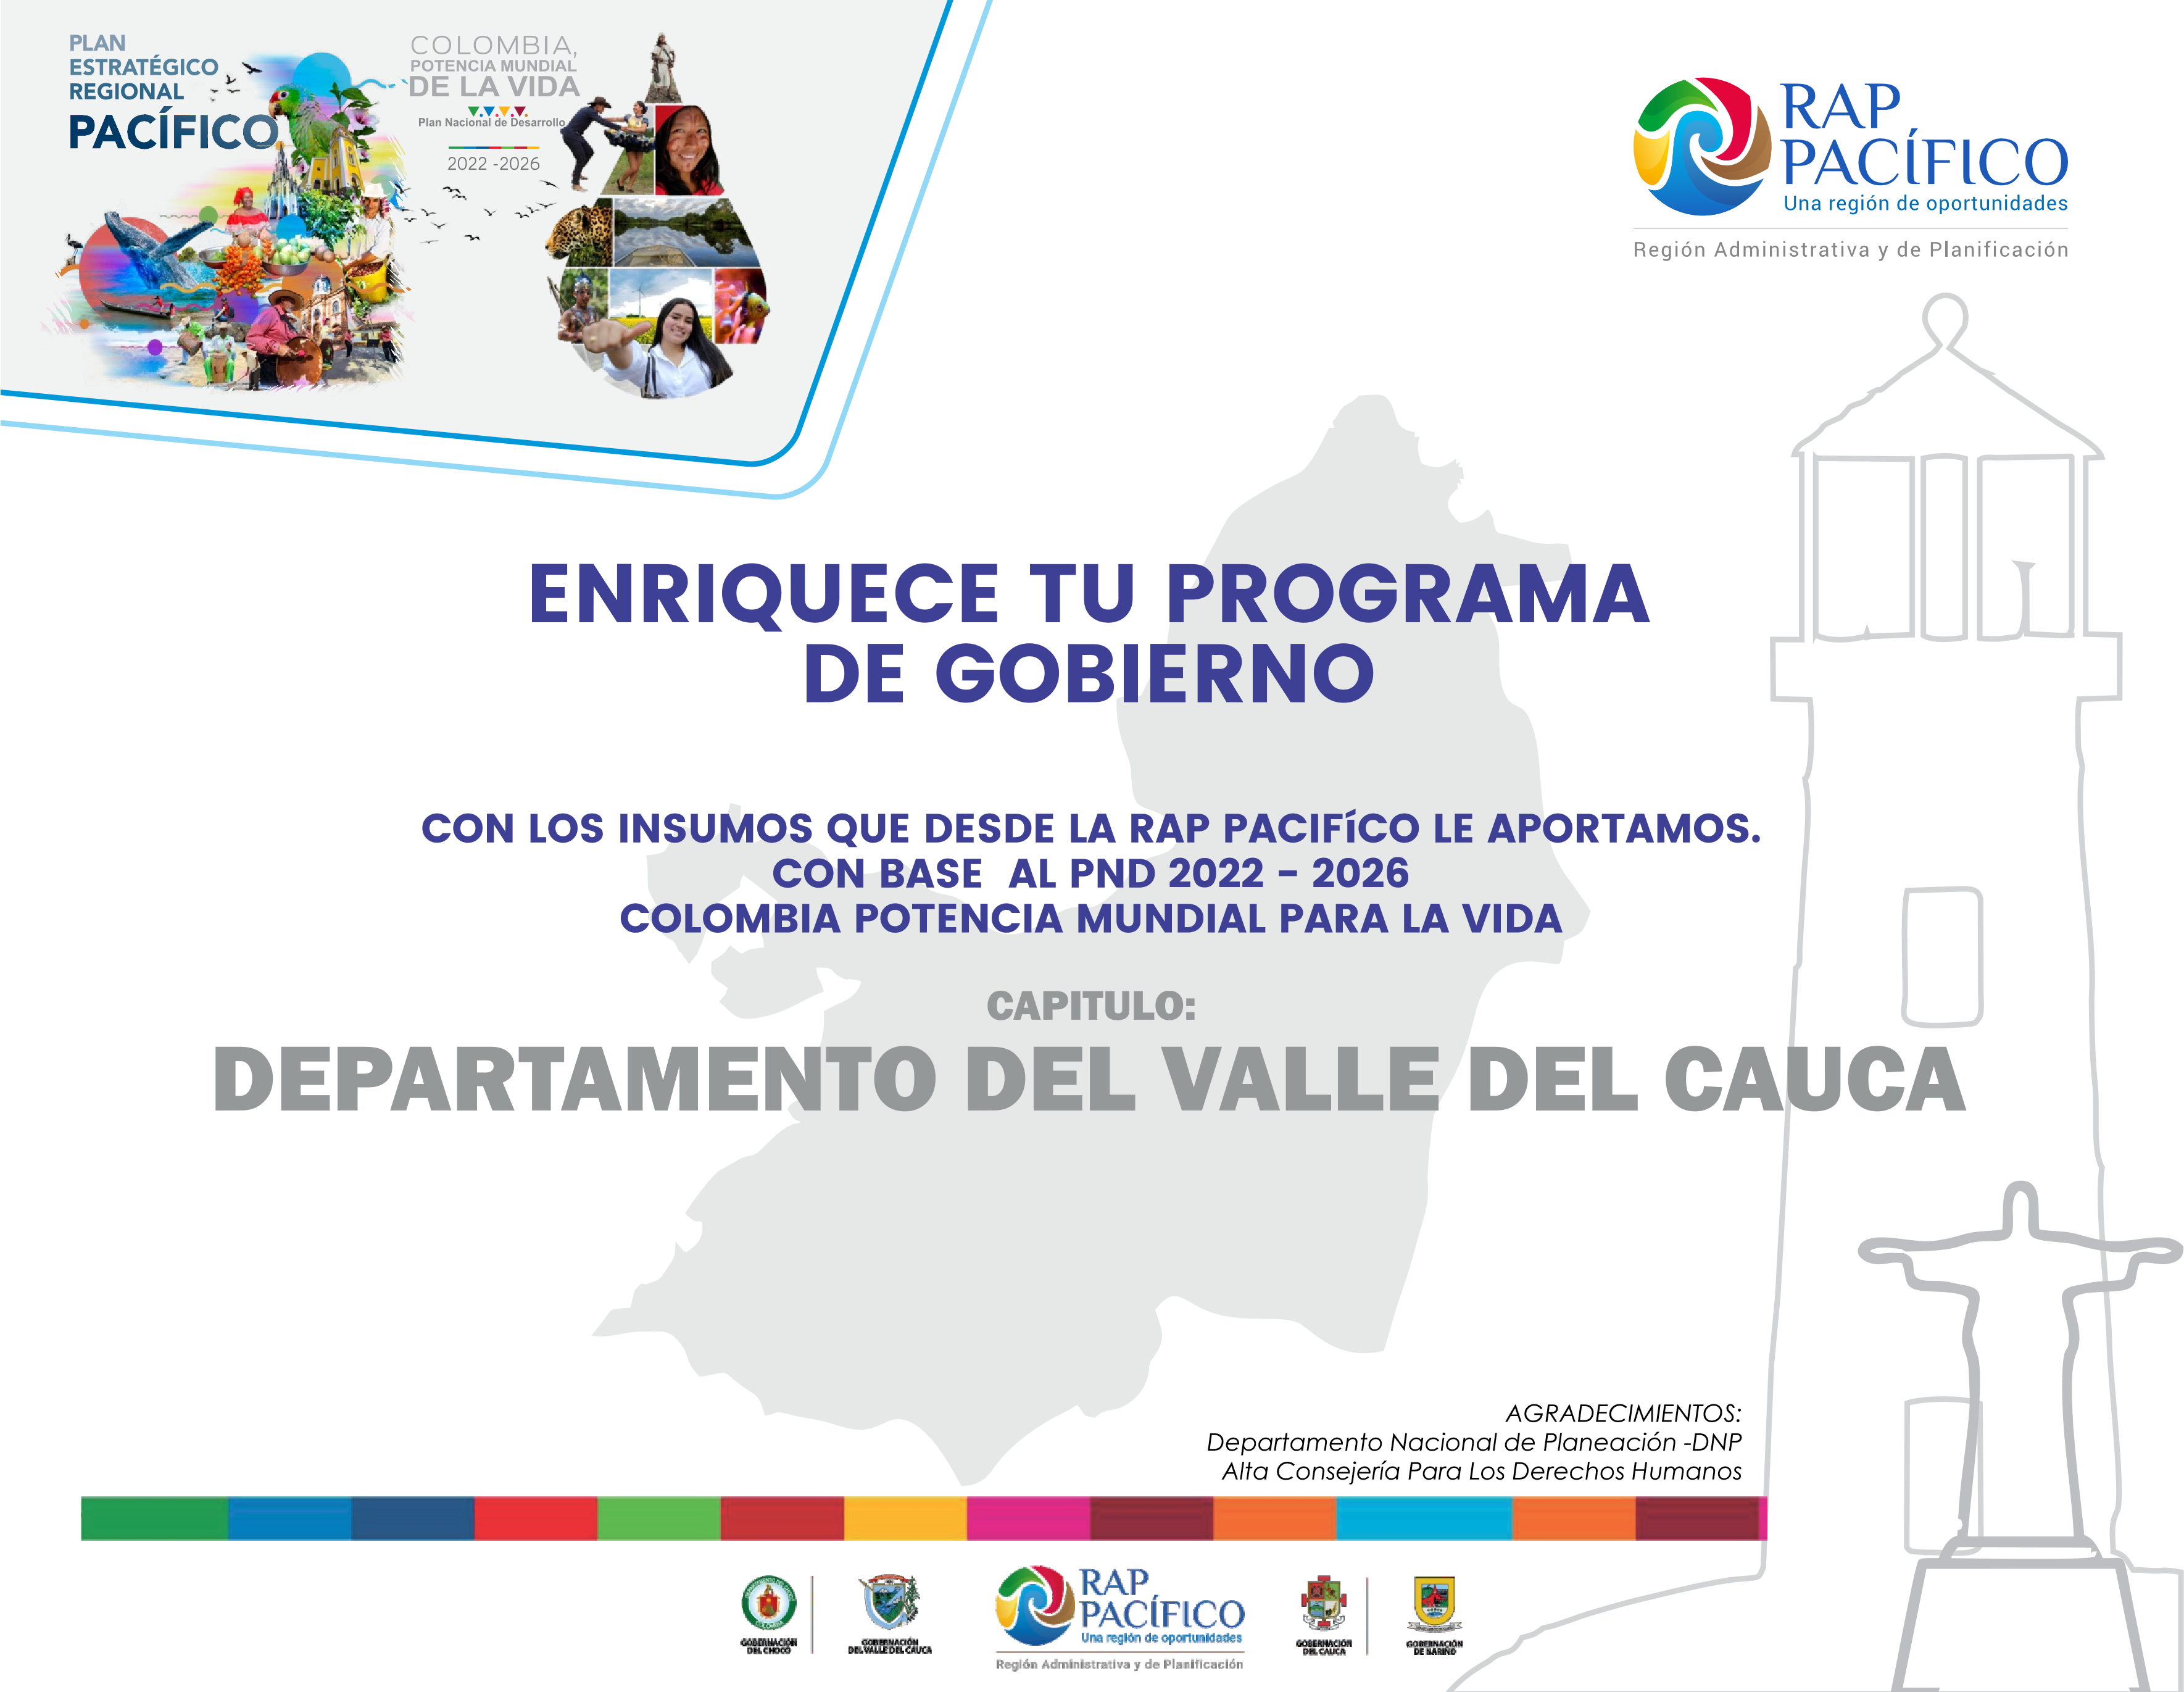 PLAN
ESTRATÉGICO
REGIONAL
PACÍFICO
COLOMBIA,
POTENCIA MUNDIAL
DE LA VIDA
Plan Nacional de Desarrollo
2022 -2026
RAP
PACÍFICO
Una región de oportunidades
Región Administrativa y de Planificación
ENRIQUECE TU PROGRAMA
DE GOBIERNO
CON LOS INSUMOS QUE DESDE LA RAP PACIFíCO LE APORTAMOS.
CON BASE  AL PND 2022 - 2026
COLOMBIA POTENCIA MUNDIAL PARA LA VIDA
CAPITULO:
DEPARTAMENTO DEL VALLE DEL CAUCA
AGRADECIMIENTOS:
Departamento Nacional de Planeación -DNP
Alta Consejería Para Los Derechos Humanos
GOBERNACIÓN
DEL CHOCÓ
GOBERNACIÓN
DEL VALLE DEL CAUCA
RAP
PACÍFICO
Una región de oportunidades
Región Administrativa y de Planificación
GOBERNACIÓN
DEL CAUCA
GOBERNACIÓN
DE NARIÑO